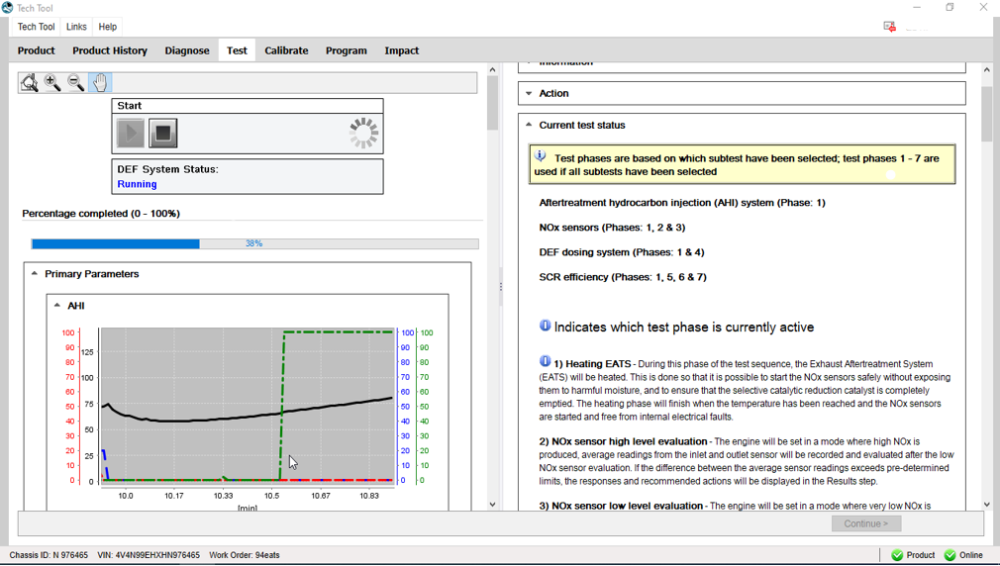 Tech Tool
Tech Tool Links Help
Product Product History Diagnose Test Calibrate Program Impact
Start
DEF System Status:
Running
Percentage completed (0 - 100%)
38%
Primary Parameters
AHI
100
90
80
70
60
50
40
30
20
10
0
125
100
75
50
25
0
100
90
80
70
60
50
40
30
20
10
0
100
90
80
70
60
50
40
30
20
10
0
10.0 10.17 10.33 10.5 10.67 10.83
[min]
Information
Action
Current test status
Test phases are based on which subtest have been selected; test phases 1 - 7 are
used if all subtests have been selected
Aftertreatment hydrocarbon injection (AHI) system (Phase: 1)
NOx sensors (Phases: 1, 2 & 3)
DEF dosing system (Phases: 1 & 4)
SCR efficiency (Phases: 1, 5, 6 & 7)
Indicates which test phase is currently active
1) Heating EATS - During this phase of the test sequence, the Exhaust Aftertreatment System
(EATS) will be heated. This is done so that it is possible to start the NOx sensors safely without exposing
them to harmful moisture, and to ensure that the selective catalytic reduction catalyst is completely
emptied. The heating phase will finish when the temperature has been reached and the NOx sensors
are started and free from internal electrical faults.
2) NOx sensor high level evaluation - The engine will be set in a mode where high NOx is
produced, average readings from the inlet and outlet sensor will be recorded and evaluated after the low
NOx sensor evaluation. If the difference between the average sensor readings exceeds pre-determined
limits, the responses and recommended actions will be displayed in the Results step.
3) NOx sensor low level evaluation - The engine will be set in a mode where very low NOx is
Continue >
Chassis ID: N 976465 VIN: 4V4N99EHXHN976465 Work Order: 94eats
Product Online